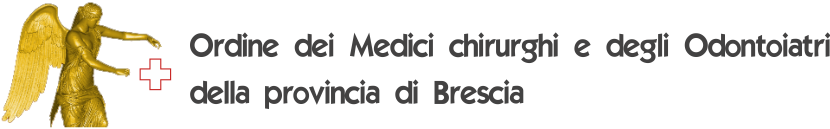 Ordine dei Medici chirurghi e degli Odontoiatri
della provincia di Brescia